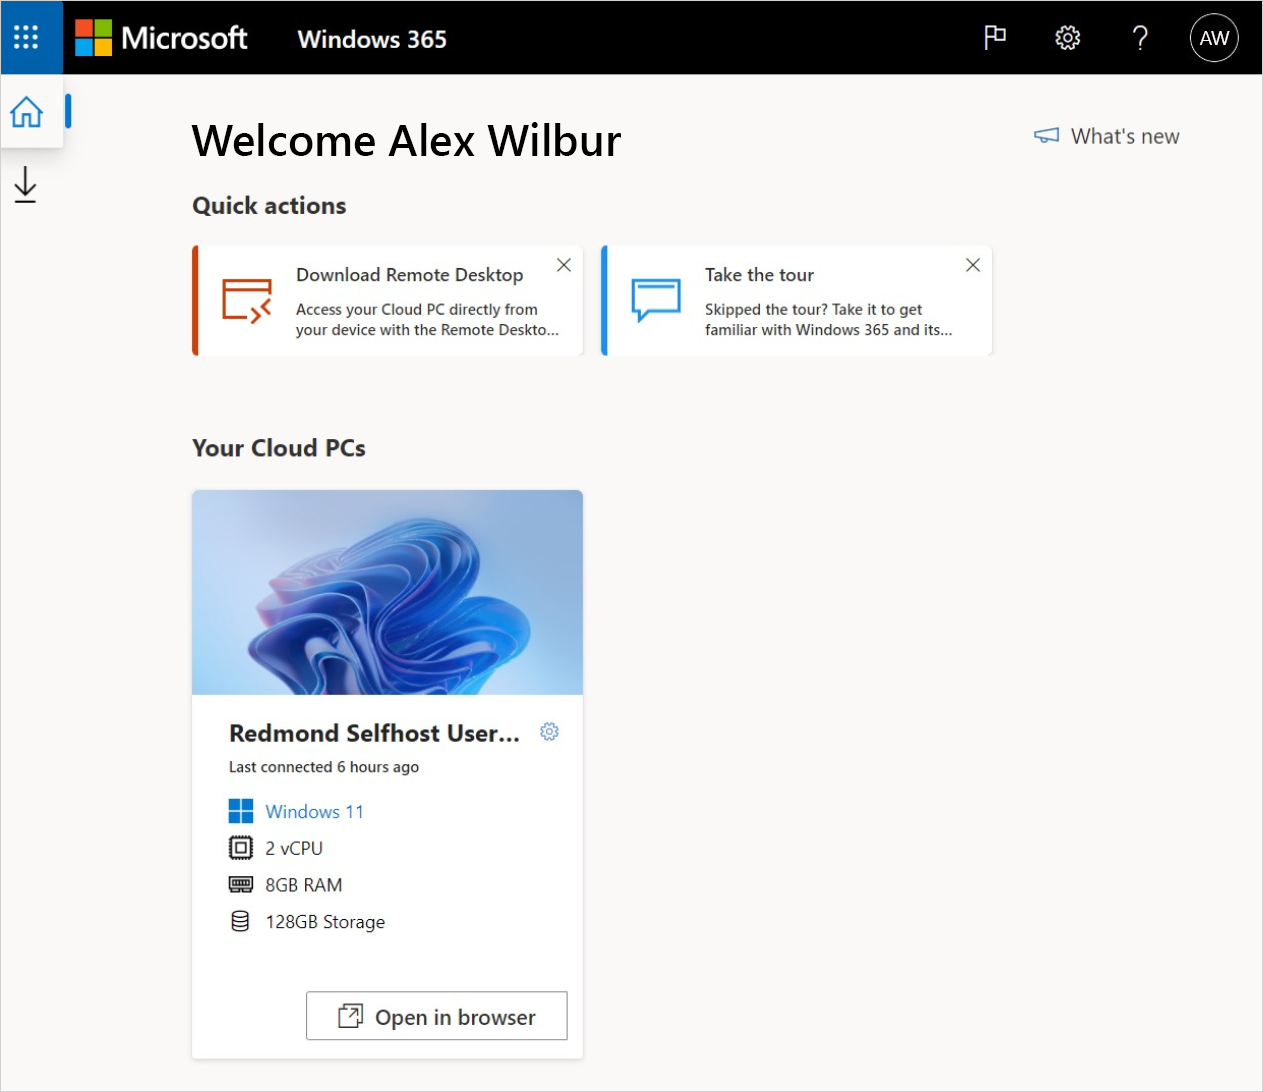 Microsoft Windows 365 AW
Welcome Alex Wilbur
What's new
Quick actions
Download Remote Desktop
Access your Cloud PC directly from
your device with the Remote Deskto...
Take the tour
Skipped the tour? Take it to get
familiar with Windows 365 and its...
Your Cloud PCs
Redmond Selfhost User...
Last connected 6 hours ago
Windows 11
2 vCPU
8GB RAM
128GB Storage
Open in browser